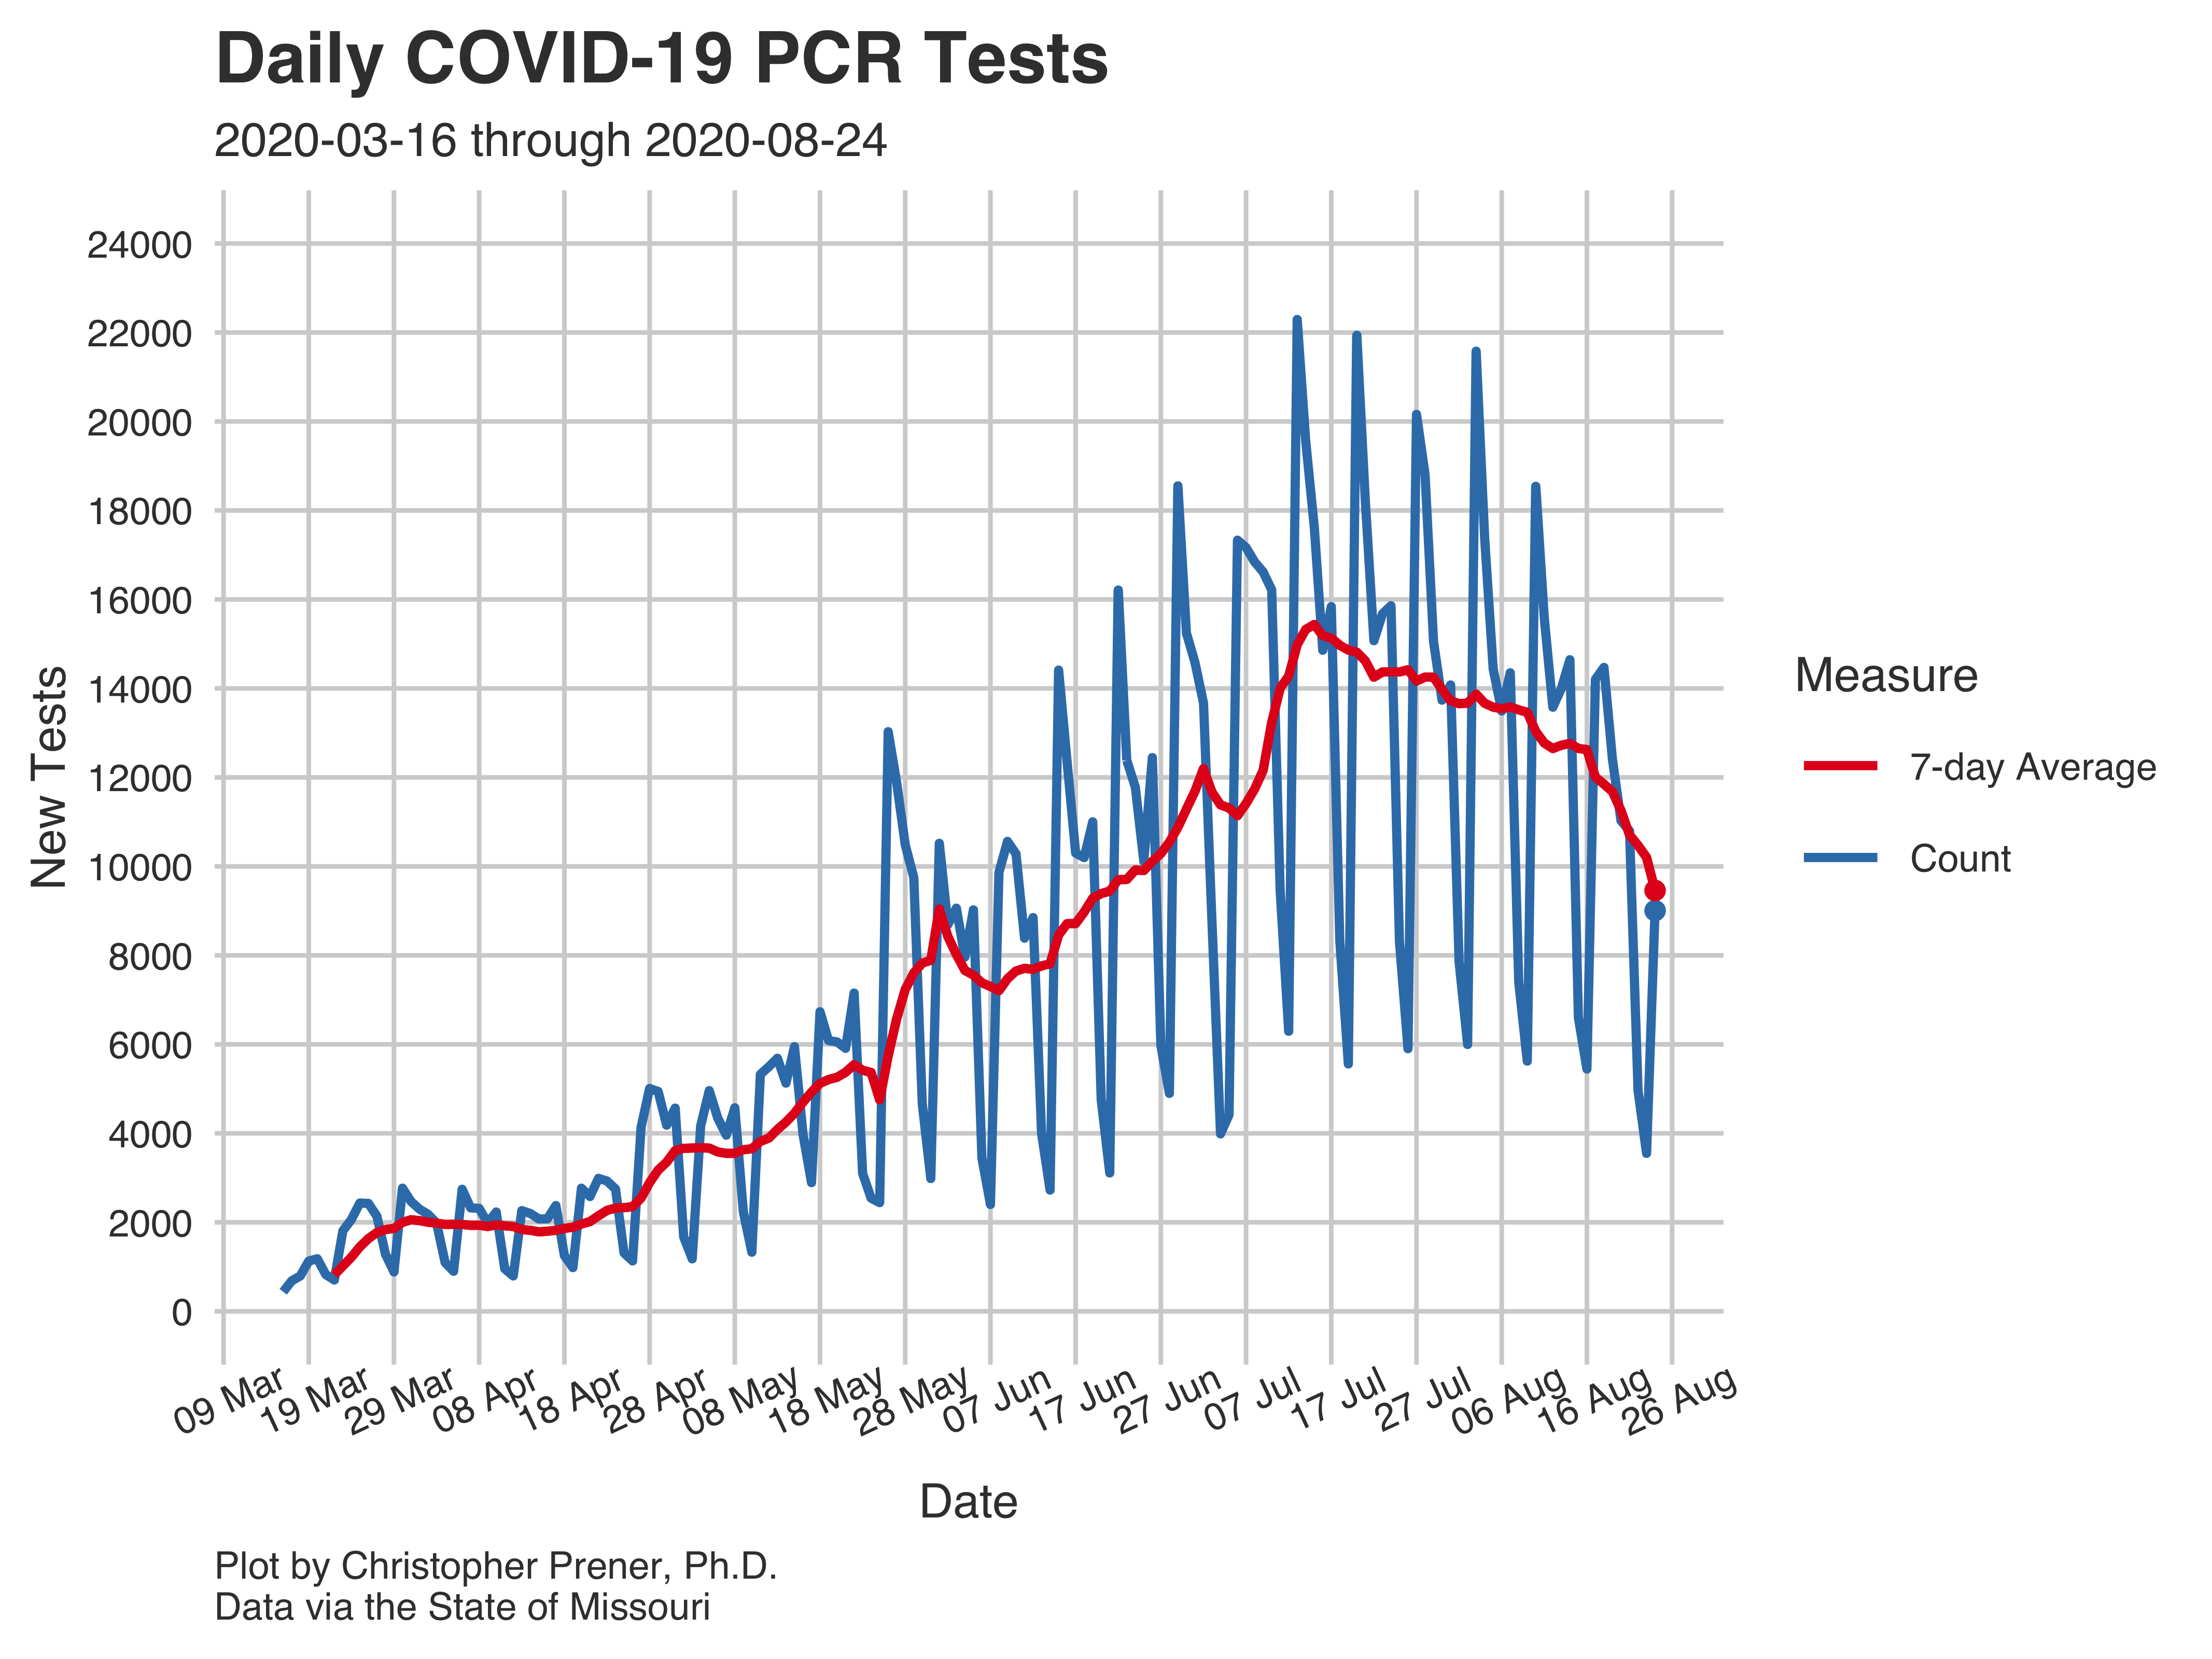 Daily COVID-19 PCR Tests
2020-03-16 through 2020-08-24
New Tests
24000
22000
20000
18000
16000
14000
12000
10000
8000
6000
4000
2000
0
09 Mar
19 Mar
29 Mar
08 Apr
18 Apr
28 Apr
08 May
18 May
28 May
07 Jun
17 Jun
27 Jun
07 Jul
17 Jul
27 Jul
06 Aug
16 Aug
26 Aug
Date
Measure
7-day Average
Count
Plot by Christopher Prener, Ph.D.
Data via the State of Missouri